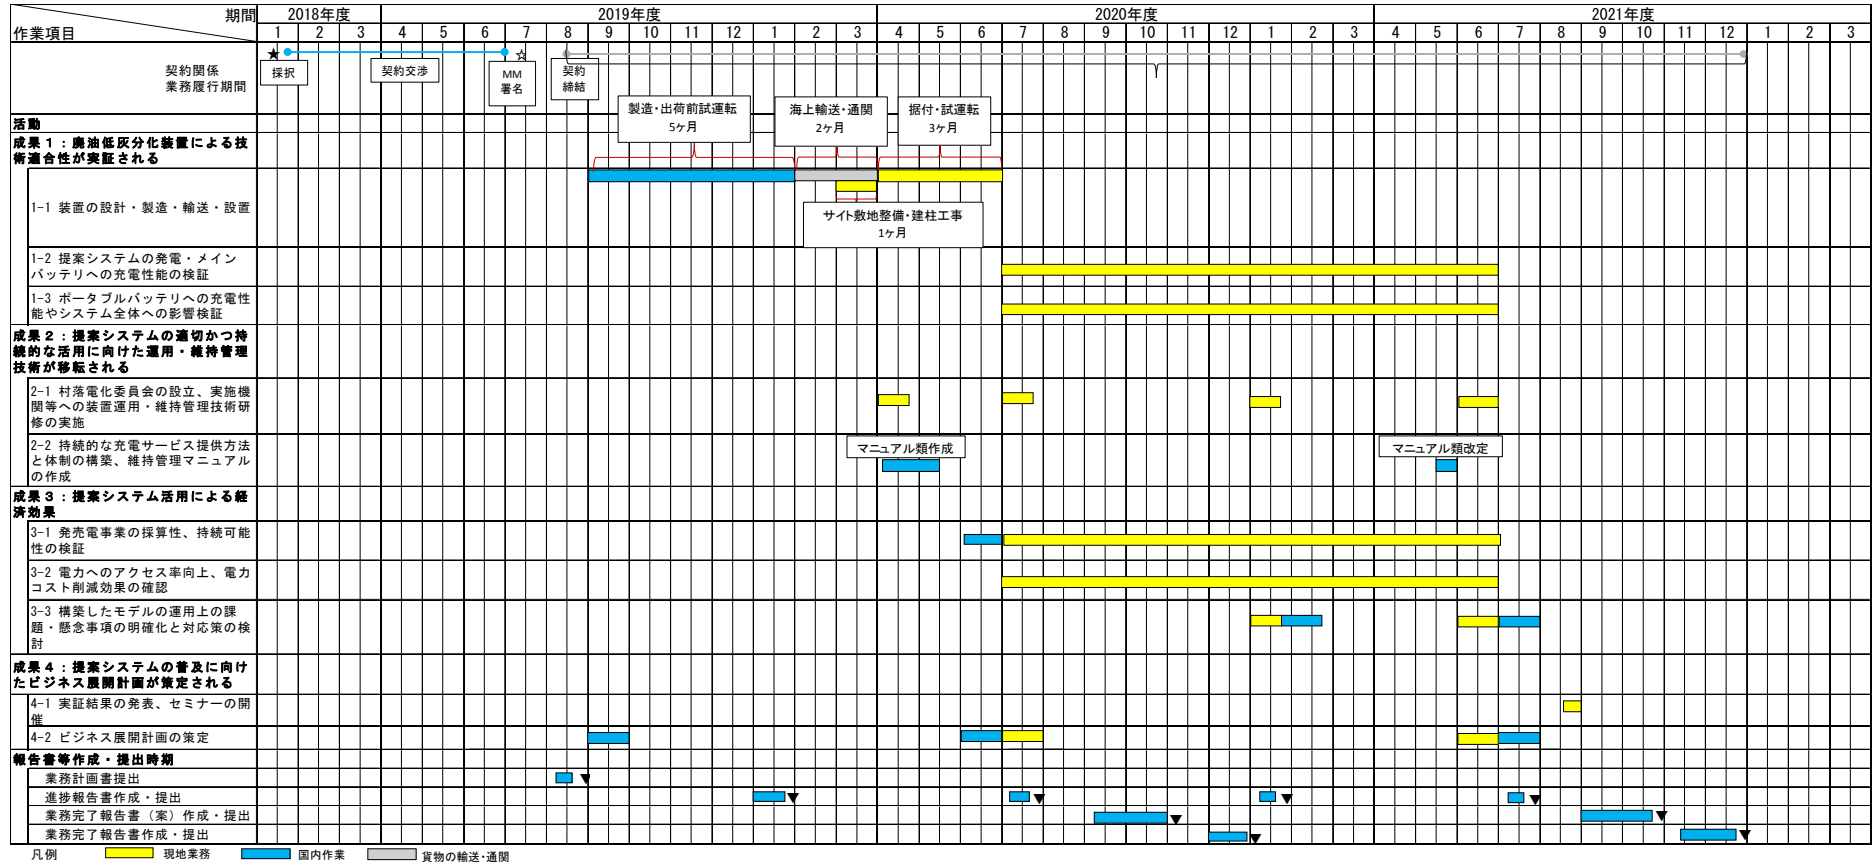 期間 2018年度 2019年度 2020年度 2021年度
作業項目 1 2 3 4 5 6 7 8 9 10 11 12 1 2 3 4 5 6 7 8 9 10 11 12 1 2 3 4 5 6 7 8 9 10 11 12 1 2 3
契約関係
業務履行期間
★
採択
契約交渉
☆
MM
署名
契約
締結
製造・出荷前試運転
5ヶ月
海上輸送・通関
2ヶ月
据付・試運転
3ヶ月
活動
成果1：廃油低灰分化装置による技
術適合性が実証される
1-1 装置の設計・製造・輸送・設置
サイト敷地整備・建柱工事
1ヶ月
1-2 提案システムの発電・メイン
バッテリへの充電性能の検証
1-3 ポータブルバッテリへの充電性
能やシステム全体への影響検証
成果2：提案システムの適切かつ持
続的な活用に向けた運用・維持管理
技術が移転される
2-1 村落電化委員会の設立、実施機
関等への装置運用・維持管理技術研
修の実施
2-2 持続的な充電サービス提供方法
と体制の構築、維持管理マニュアル
の作成
マニュアル類作成
マニュアル類改定
成果3：提案システム活用による経
済効果
3-1 発売電事業の採算性、持続可能
性の検証
3-2 電力へのアクセス率向上、電力
コスト削減効果の確認
3-3 構築したモデルの運用上の課
題・懸念事項の明確化と対応策の検
討
成果4：提案システムの普及に向け
たビジネス展開計画が策定される
4-1 実証結果の発表、セミナーの開
催
4-2 ビジネス展開計画の策定
報告書等作成・提出時期
業務計画書提出
進捗報告書作成・提出
業務完了報告書（案）作成・提出
業務完了報告書作成・提出
凡例 現地業務 国内作業 貨物の輸送・通関